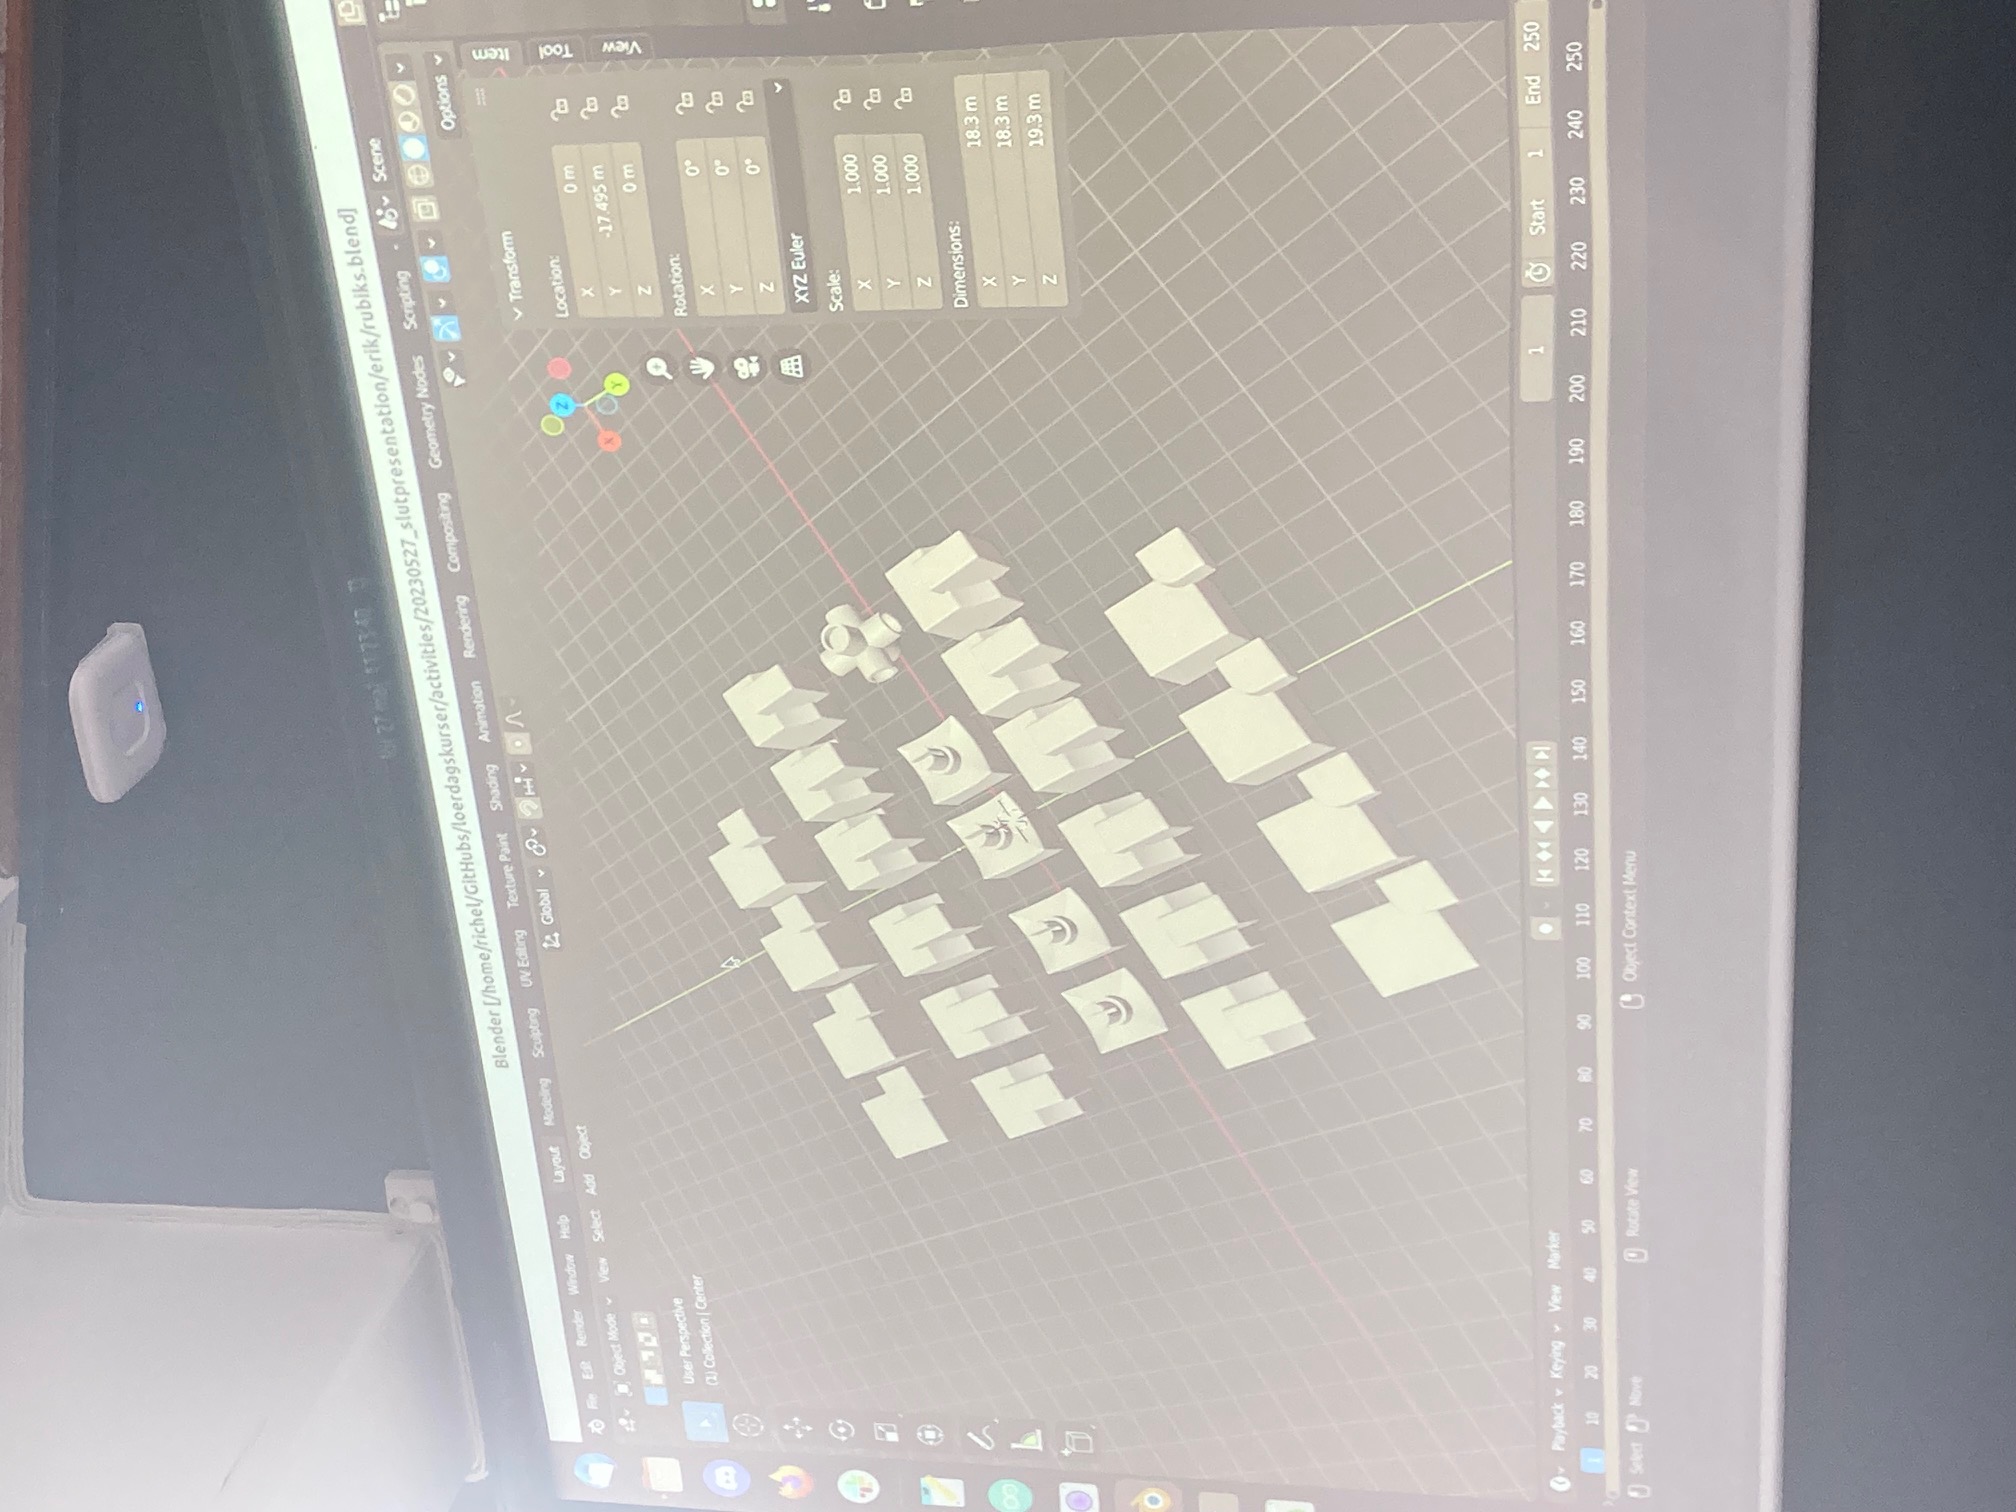 27 maj 11:23:40
Blender [/home/richel/GitHubs/loerdagskurser/activities/20230527_slutpresentation/erik/rubiks.blend]
File Edit Render Window Help Layout Modeling Sculpting UV Editing Texture Paint Shading Animation Rendering Compositing Geometry Nodes Scripting Scene
Object Mode View Select Add Object Global Options
User Perspective
(1) Collection | Center
X
Y
Z
Transform
Location:
X 0 m
Y -17.495 m
Z 0 m
Rotation:
X 0°
Y 0°
Z 0°
XYZ Euler
Scale:
X 1.000
Y 1.000
Z 1.000
Dimensions:
X 18.3 m
Y 18.3 m
Z 19.3 m
Item
Tool
View
Playback Keying View Marker 1 Start 1 End 250
1 10 20 30 40 50 60 70 80 90 100 110 120 130 140 150 160 170 180 190 200 210 220 230 240 250
Select Move Rotate View Object Context Menu